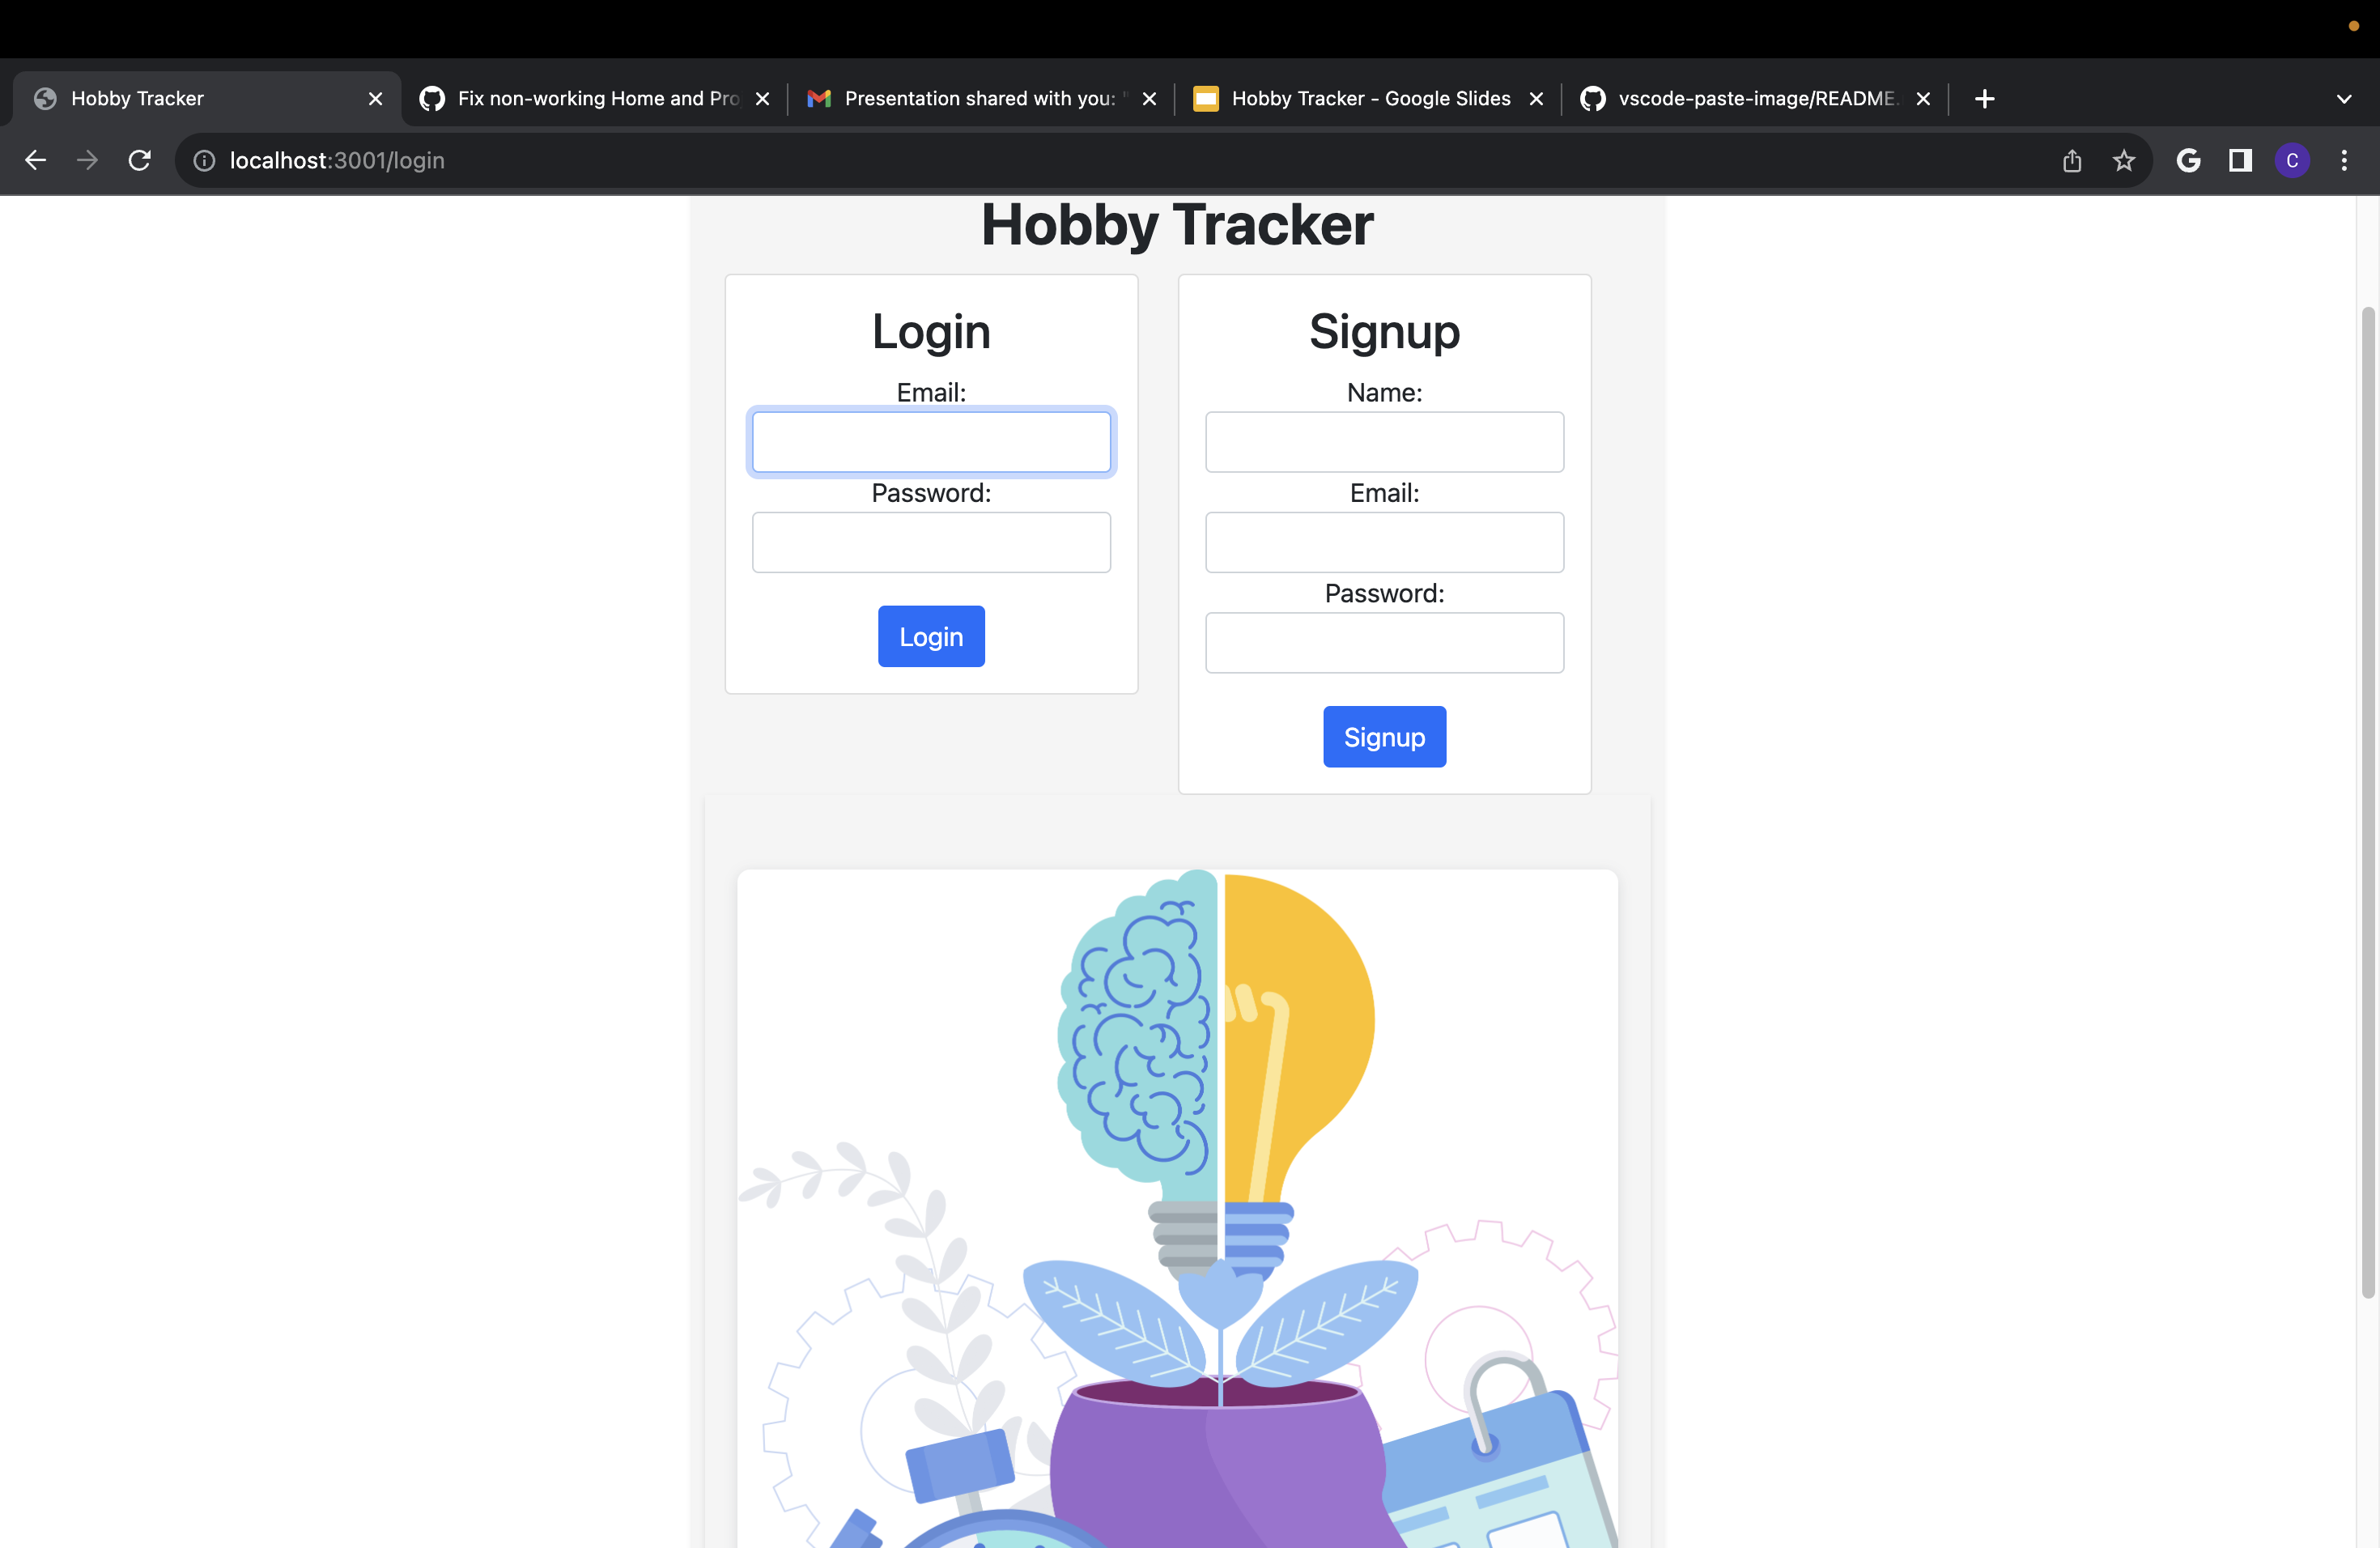 Hobby Tracker
Fix non-working Home and Pro
Presentation shared with you: "
Hobby Tracker - Google Slides
vscode-paste-image/README.
localhost:3001/login
C
Hobby Tracker
Login
Email:
Password:
Login
Signup
Name:
Email:
Password:
Signup